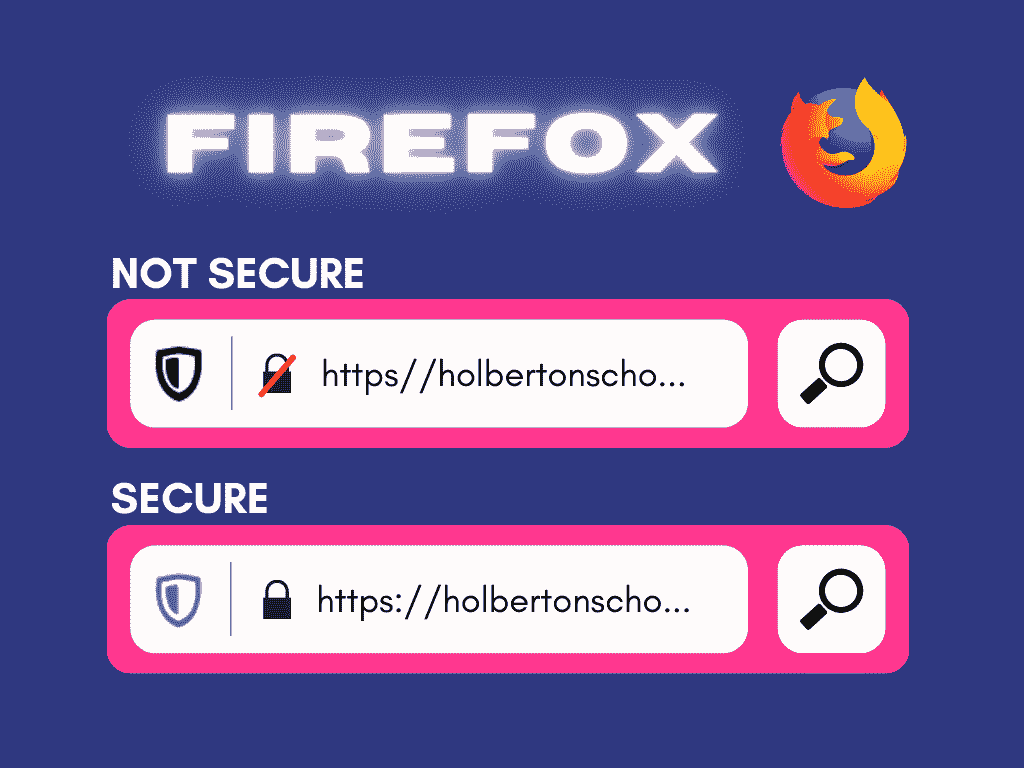 FIREFOX
NOT SECURE
https//holbertonscho...
SECURE
https://holbertonscho...